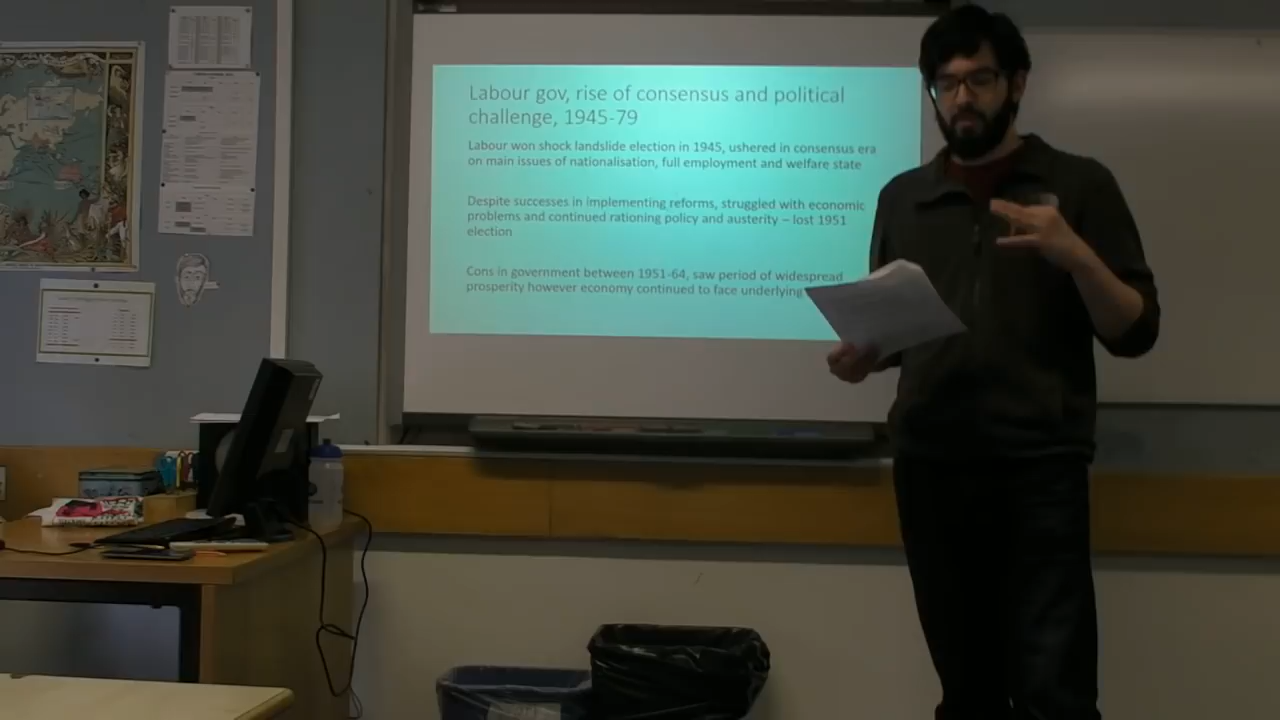 Labour gov, rise of consensus and political
challenge, 1945-79
Labour won shock landslide election in 1945, ushered in consensus era
on main issues of nationalisation, full employment and welfare state
Despite successes in implementing reforms, struggled with economic
problems and continued rationing policy and austerity – lost 1951
election
Cons in government between 1951-64, saw period of widespread
prosperity however economy continued to face underlying